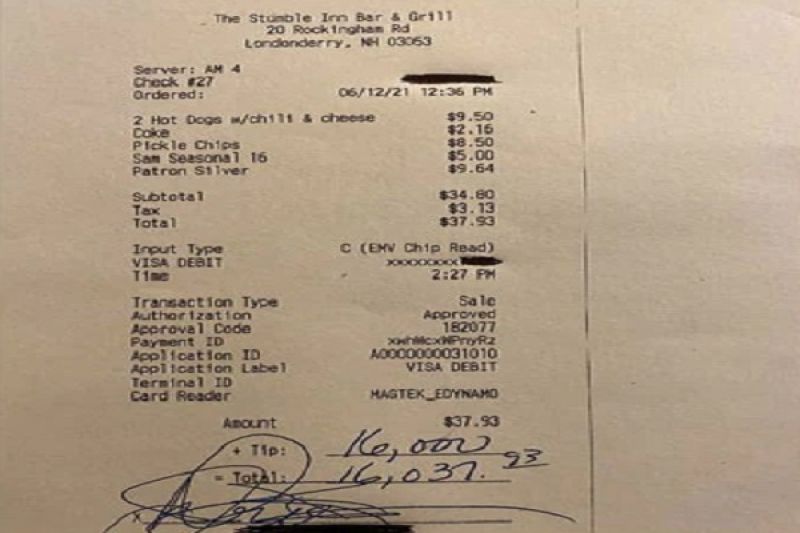 The Stumble Inn Bar & Grill
20 Rockingham Rd
Londonderry, NH 03053
Server: AM 4
Check #27
Ordered: 06/12/21 12:36 PM
2 Hot Dogs w/chili & cheese $9.50
Coke $2.16
Pickle Chips $8.50
Sam Seasonal 16 $5.00
Patron Silver $9.64
Subtotal $34.80
Tax $3.13
Total $37.93
Input Type C (EMV Chip Read)
VISA DEBIT xxxxxxxx
Time 2:27 PM
Transaction Type Sale
Authorization Approved
Approval Code 182077
Payment ID
Application ID A0000000031010
Application Label VISA DEBIT
Terminal ID
Card Reader MAGTEK_EDYNAMO
Amount $37.93
+ Tip: 16,000
= Total: 16,037.93
X